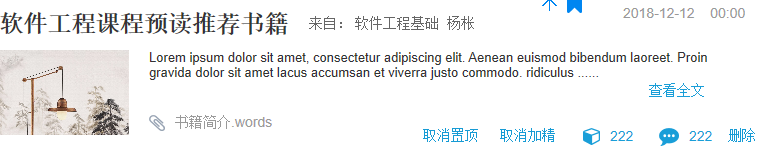 软件工程课程预读推荐书籍 来自： 软件工程基础 杨枨 2018-12-12 00:00
Lorem ipsum dolor sit amet, consectetur adipiscing elit. Aenean euismod bibendum laoreet. Proin
gravida dolor sit amet lacus accumsan et viverra justo commodo. ridiculus ......
查看全文
书籍简介.words
取消置顶 取消加精 222 222 删除